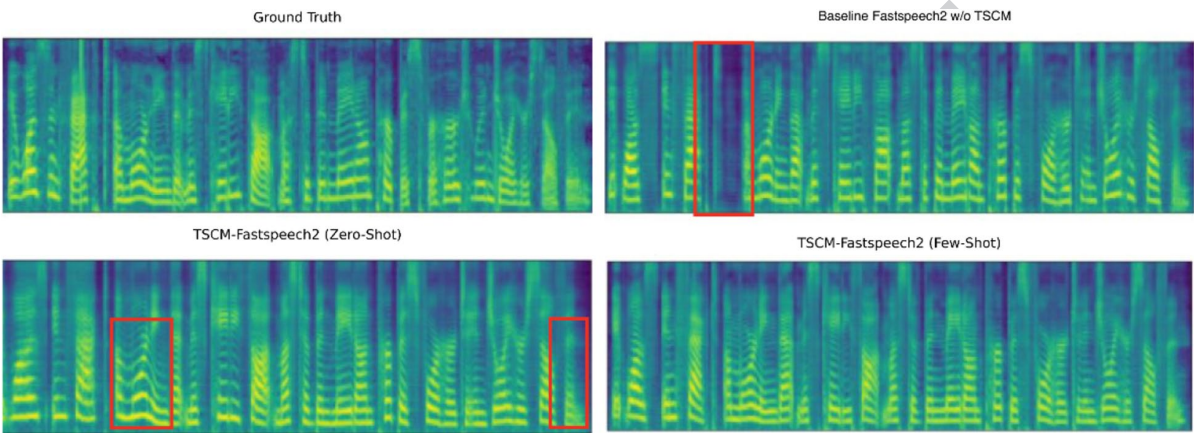 Ground Truth
Baseline Fastspeech2 w/o TSCM
TSCM-Fastspeech2 (Zero-Shot)
TSCM-Fastspeech2 (Few-Shot)